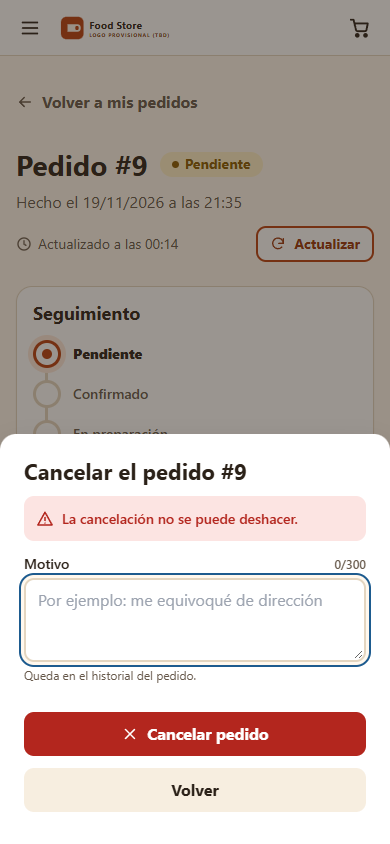 Food Store
LOGO PROVISIONAL (TBD)
Volver a mis pedidos
Pedido #9
Pendiente
Hecho el 19/11/2026 a las 21:35
Actualizado a las 00:14
Actualizar
Seguimiento
Pendiente
Confirmado
En preparación
Cancelar el pedido #9
La cancelación no se puede deshacer.
Motivo
0/300
Por ejemplo: me equivoqué de dirección
Queda en el historial del pedido.
Cancelar pedido
Volver